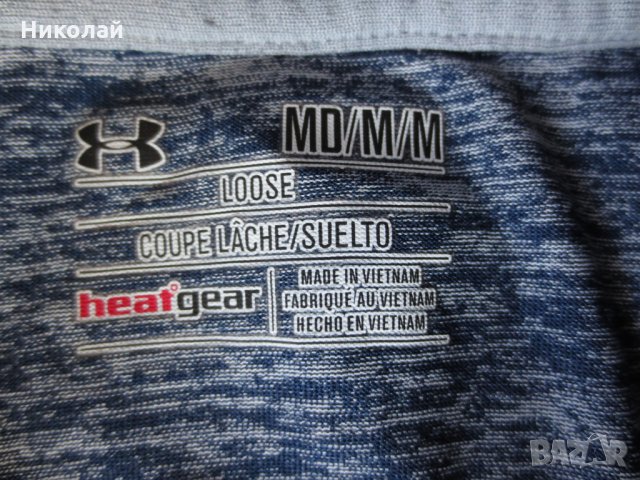 Николай
MD/M/M
LOOSE
COUPE LÂCHE/SUELTO
heatgear
MADE IN VIETNAM
FABRIQUÉ AU VIETNAM
HECHO EN VIETNAM
BAZAR